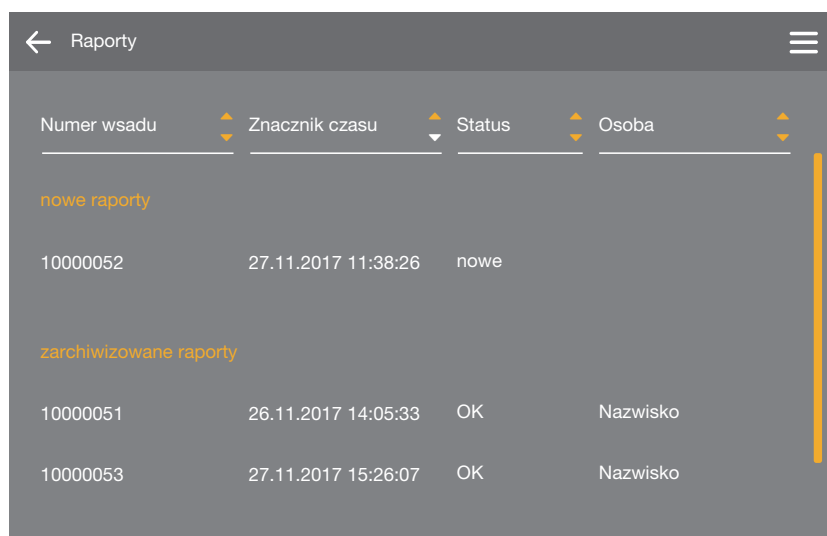 Raporty
Numer wsadu Znacznik czasu Status Osoba
nowe raporty
10000052 27.11.2017 11:38:26 nowe
zarchiwizowane raporty
10000051 26.11.2017 14:05:33 OK Nazwisko
10000053 27.11.2017 15:26:07 OK Nazwisko